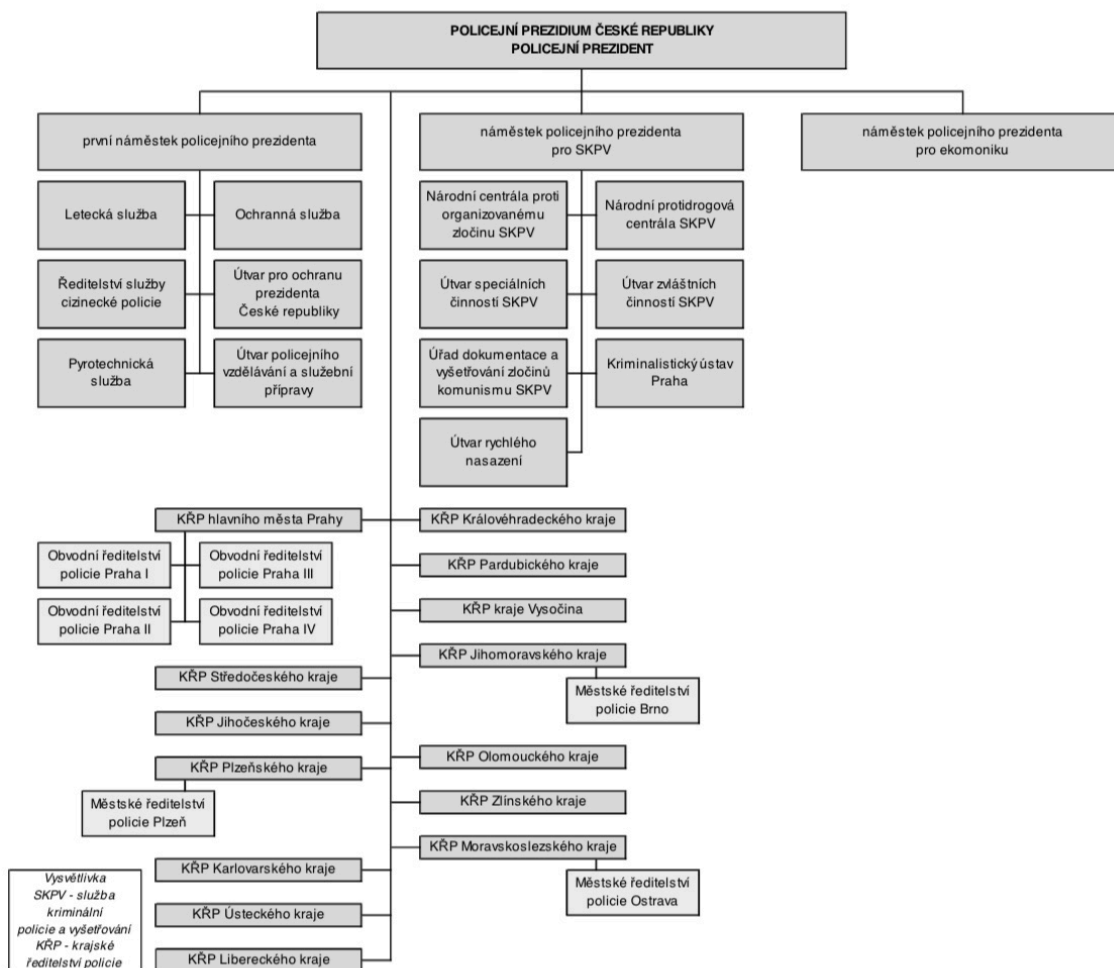 POLICEJNÍ PREZIDIUM ČESKÉ REPUBLIKY
POLICEJNÍ PREZIDENT
první náměstek policejního prezidenta
náměstek policejního prezidenta
pro SKPV
náměstek policejního prezidenta
pro ekomoniku
Letecká služba
Ochranná služba
Ředitelství služby
cizinecké policie
Útvar pro ochranu
prezidenta
České republiky
Pyrotechnická
služba
Útvar policejního
vzdělávání a služební
přípravy
Národní centrála proti
organizovanému
zločinu SKPV
Národní protidrogová
centrála SKPV
Útvar speciálních
činností SKPV
Útvar zvláštních
činností SKPV
Úřad dokumentace a
vyšetřování zločinů
komunismu SKPV
Kriminalistický ústav
Praha
Útvar rychlého
nasazení
KŘP hlavního města Prahy
Obvodní ředitelství
policie Praha I
Obvodní ředitelství
policie Praha III
Obvodní ředitelství
policie Praha II
Obvodní ředitelství
policie Praha IV
KŘP Středočeského kraje
KŘP Jihočeského kraje
KŘP Plzeňského kraje
Městské ředitelství
policie Plzeň
KŘP Karlovarského kraje
KŘP Ústeckého kraje
KŘP Libereckého kraje
KŘP Královéhradeckého kraje
KŘP Pardubického kraje
KŘP kraje Vysočina
KŘP Jihomoravského kraje
Městské ředitelství
policie Brno
KŘP Olomouckého kraje
KŘP Zlínského kraje
KŘP Moravskoslezského kraje
Městské ředitelství
policie Ostrava
Vysvětlivka
SKPV - služba
kriminální
policie a vyšetřování
KŘP - krajské
ředitelství policie